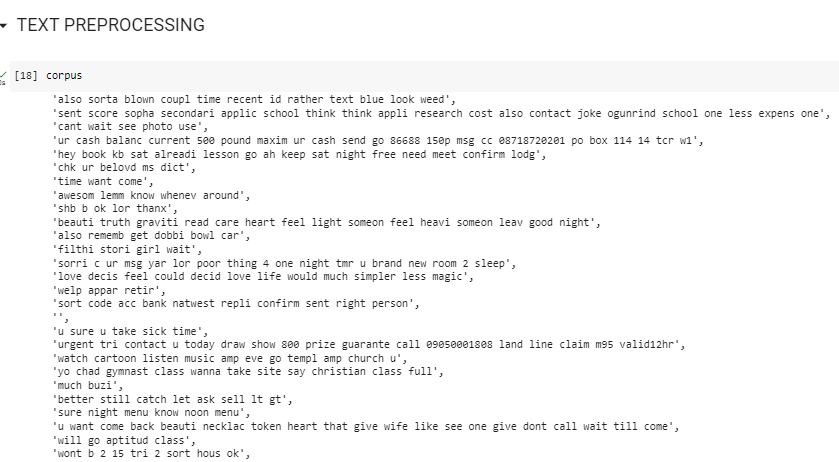 TEXT PREPROCESSING
[18] corpus
'also sorta blown coupl time recent id rather text blue look weed',
'sent score sopha secondari applic school think think appli research cost also contact joke ogunrind school one less expens one',
'cant wait see photo use',
'ur cash balanc current 500 pound maxim ur cash send go 86688 150p msg cc 08718720201 po box 114 14 tcr w1',
'hey book kb sat alreadi lesson go ah keep sat night free need meet confirm lodg',
'chk ur belovd ms dict',
'time want come',
'awesom lemm know whenev around',
'shb b ok lor thanx',
'beauti truth graviti read care heart feel light someon feel heavi someon leav good night',
'also rememb get dobbi bowl car',
'filthi stori girl wait',
'sorri c ur msg yar lor poor thing 4 one night tmr u brand new room 2 sleep',
'love decis feel could decid love life would much simpler less magic',
'welp appar retir',
'sort code acc bank natwest repli confirm sent right person',
'',
'u sure u take sick time',
'urgent tri contact u today draw show 800 prize guarante call 09050001808 land line claim m95 valid12hr',
'watch cartoon listen music amp eve go templ amp church u',
'yo chad gymnast class wanna take site say christian class full',
'much buzi',
'better still catch let ask sell lt gt',
'sure night menu know noon menu',
'u want come back beauti necklac token heart that give wife like see one give dont call wait till come',
'will go aptitud class',
'wont b 2 15 tri 2 sort hous ok',